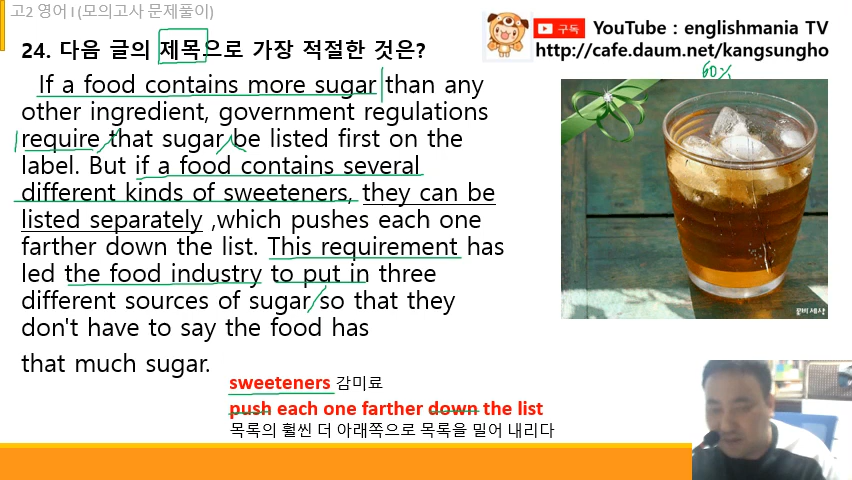 고2 영어 I (모의고사 문제풀이)
24. 다음 글의 제목으로 가장 적절한 것은?
구독 YouTube : englishmania TV
http://cafe.daum.net/kangsungho
60%
If a food contains more sugar than any
other ingredient, government regulations
require that sugar be listed first on the
label. But if a food contains several
different kinds of sweeteners, they can be
listed separately ,which pushes each one
farther down the list. This requirement has
led the food industry to put in three
different sources of sugar so that they
don't have to say the food has
that much sugar.
sweeteners 감미료
push each one farther down the list
목록의 훨씬 더 아래쪽으로 목록을 밀어 내리다